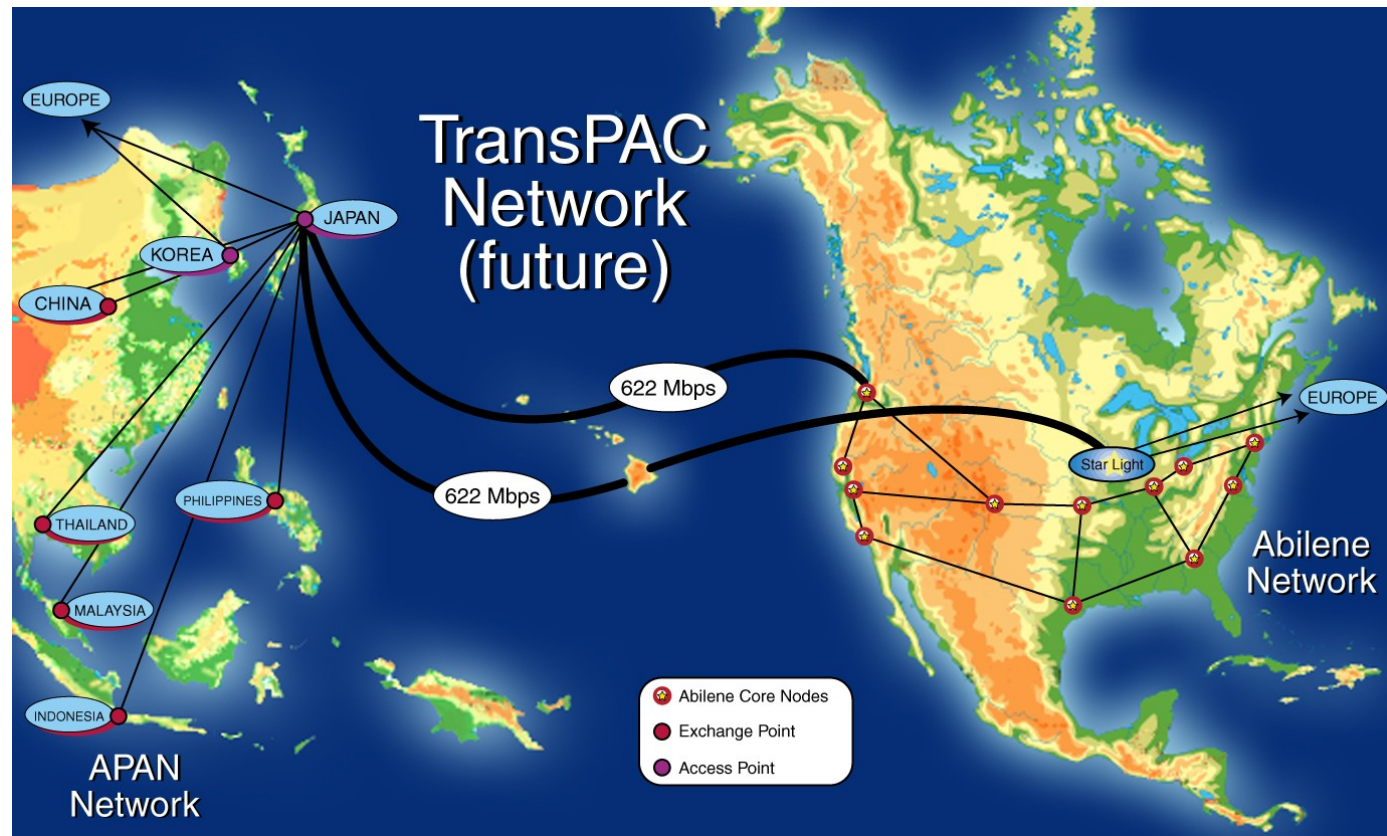 TransPAC
Network
(future)
EUROPE
JAPAN
KOREA
CHINA
622 Mbps
622 Mbps
EUROPE
Star Light
PHILIPPINES
THAILAND
MALAYSIA
INDONESIA
Abilene
Network
APAN
Network
Abilene Core Nodes
Exchange Point
Access Point